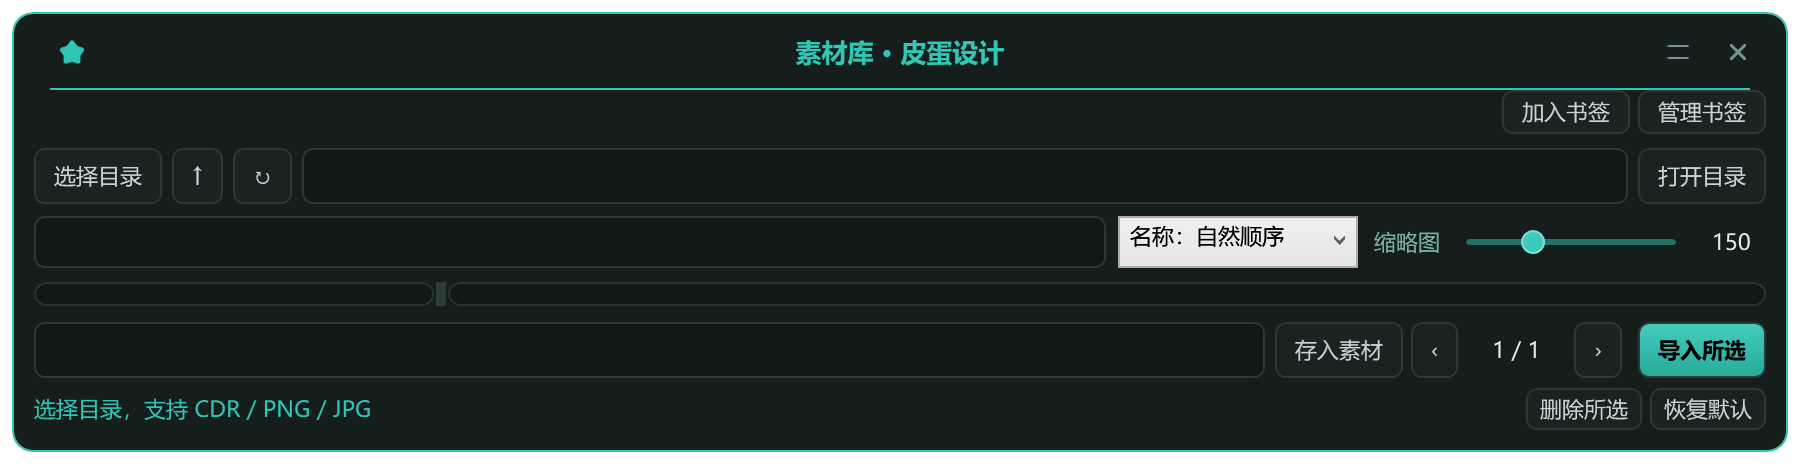 素材库 • 皮蛋设计
加入书签 管理书签
选择目录 ↑ ↻ 打开目录
名称：自然顺序 缩略图 150
存入素材 ‹ 1 / 1 › 导入所选
选择目录，支持 CDR / PNG / JPG 删除所选 恢复默认